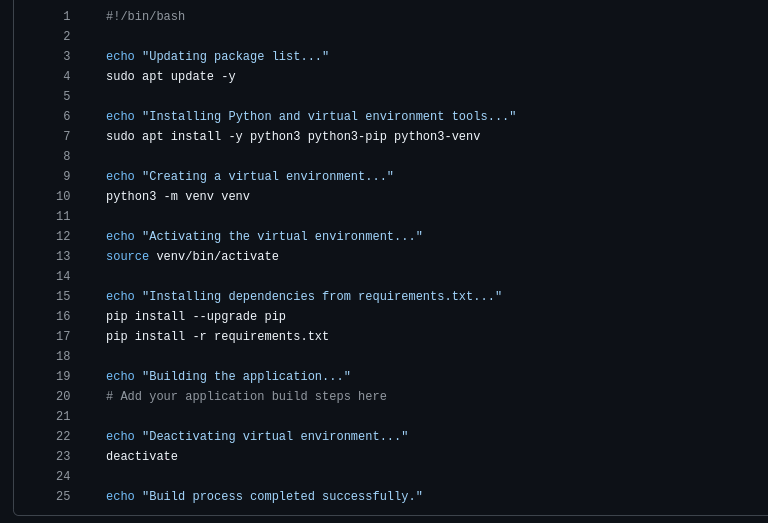 1 #!/bin/bash
2
3 echo "Updating package list..."
4 sudo apt update -y
5
6 echo "Installing Python and virtual environment tools..."
7 sudo apt install -y python3 python3-pip python3-venv
8
9 echo "Creating a virtual environment..."
10 python3 -m venv venv
11
12 echo "Activating the virtual environment..."
13 source venv/bin/activate
14
15 echo "Installing dependencies from requirements.txt..."
16 pip install --upgrade pip
17 pip install -r requirements.txt
18
19 echo "Building the application..."
20 # Add your application build steps here
21
22 echo "Deactivating virtual environment..."
23 deactivate
24
25 echo "Build process completed successfully."